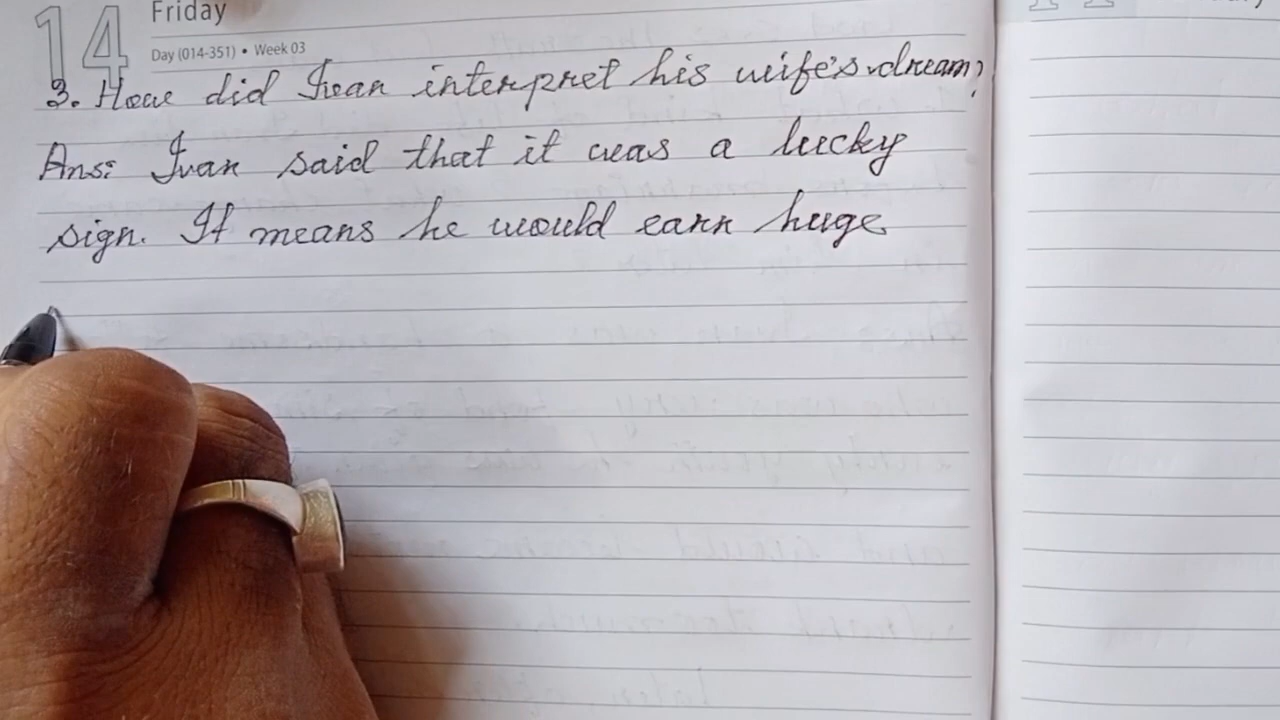 14 Friday
Day (014-351) • Week 03
3. How did Ivan interpret his wife's dream?
Ans: Ivan said that it was a lucky
sign. It means he would earn huge